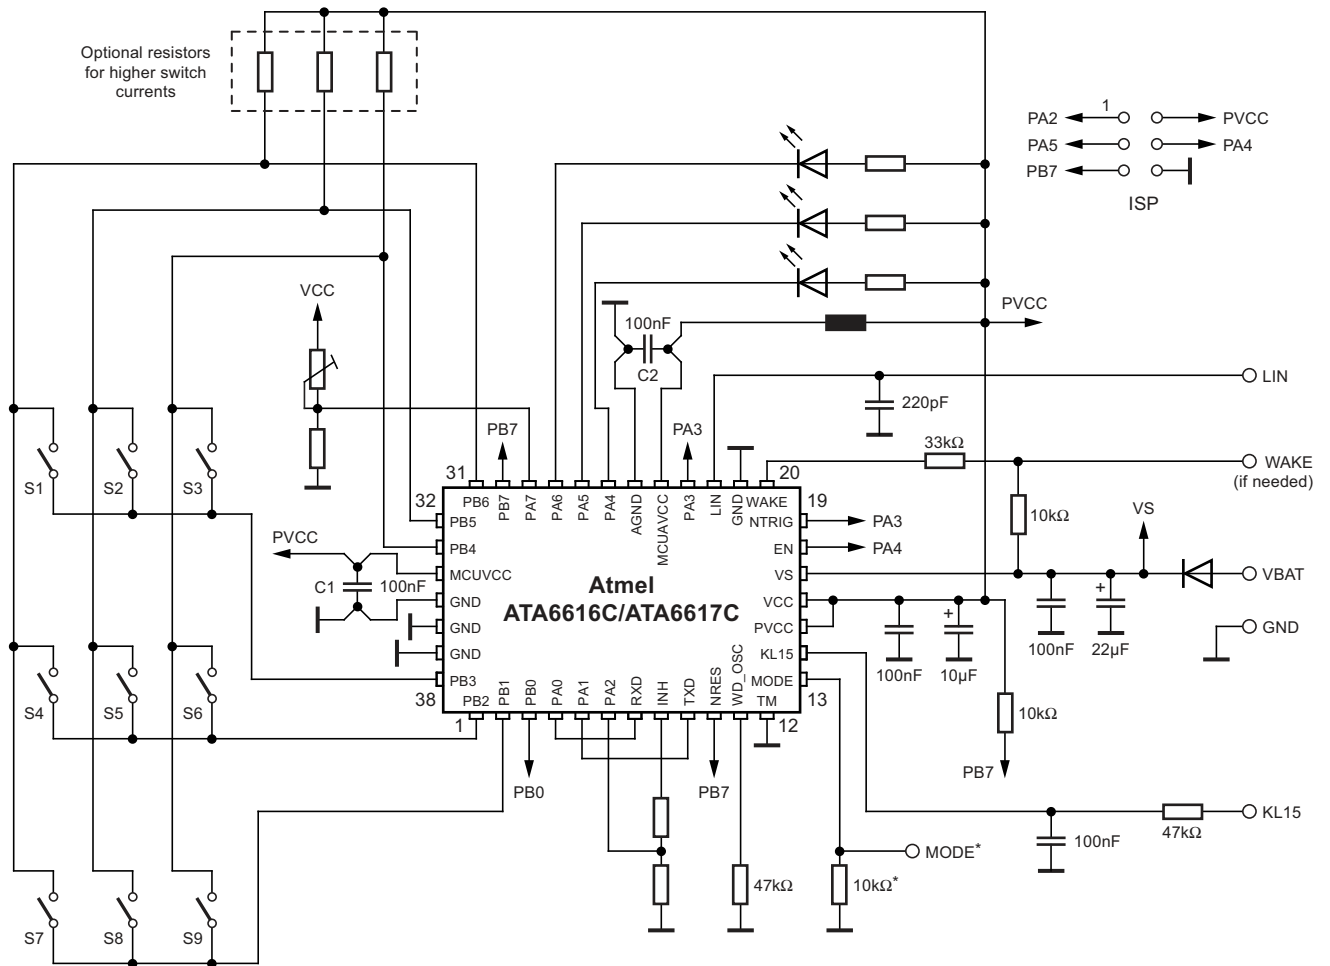 Optional resistors
for higher switch
currents
1
PA2
PVCC
PA5
PA4
PB7
ISP
VCC
PVCC
100nF
C2
LIN
220pF
PB7
PA3
33kΩ
WAKE
(if needed)
S1
S2
S3
31
20
32
PB6
PB7
PA7
PA6
PA5
PA4
AGND
MCUAVCC
PA3
LIN
GND
WAKE
19
10kΩ
VS
PB5
NTRIG
PA3
PVCC
PB4
EN
PA4
C1
100nF
MCUVCC
Atmel
ATA6616C/ATA6617C
VS
VBAT
GND
VCC
+
GND
PVCC
+
GND
GND
KL15
100nF
22µF
100nF
10µF
PB3
MODE
38
PB2
PB1
PB0
PA0
PA1
PA2
RXD
INH
TXD
NRES
WD_OSC
TM
13
S4
S5
S6
1
12
10kΩ
PB0
PB7
PB7
KL15
47kΩ
100nF
MODE*
47kΩ
10kΩ*
S7
S8
S9